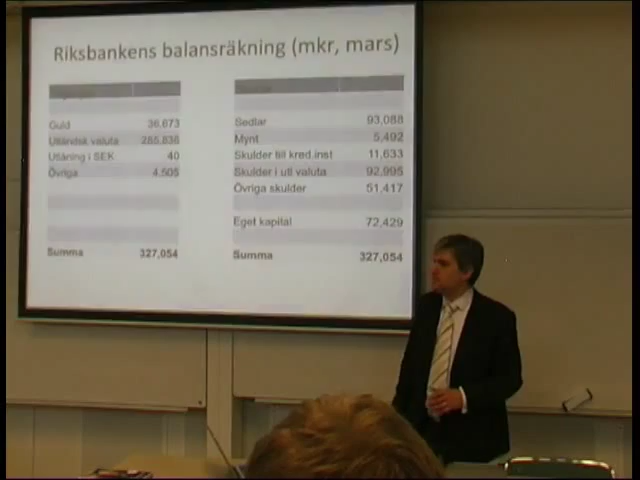 Riksbankens balansräkning (mkr, mars)
Guld 36,673
Utländsk valuta 285,836
Utlåning i SEK 40
Övriga 4,505
Summa 327,054
Sedlar 93,088
Mynt 5,492
Skulder till kred.inst 11,633
Skulder i utl valuta 92,995
Övriga skulder 51,417
Eget kapital 72,429
Summa 327,054